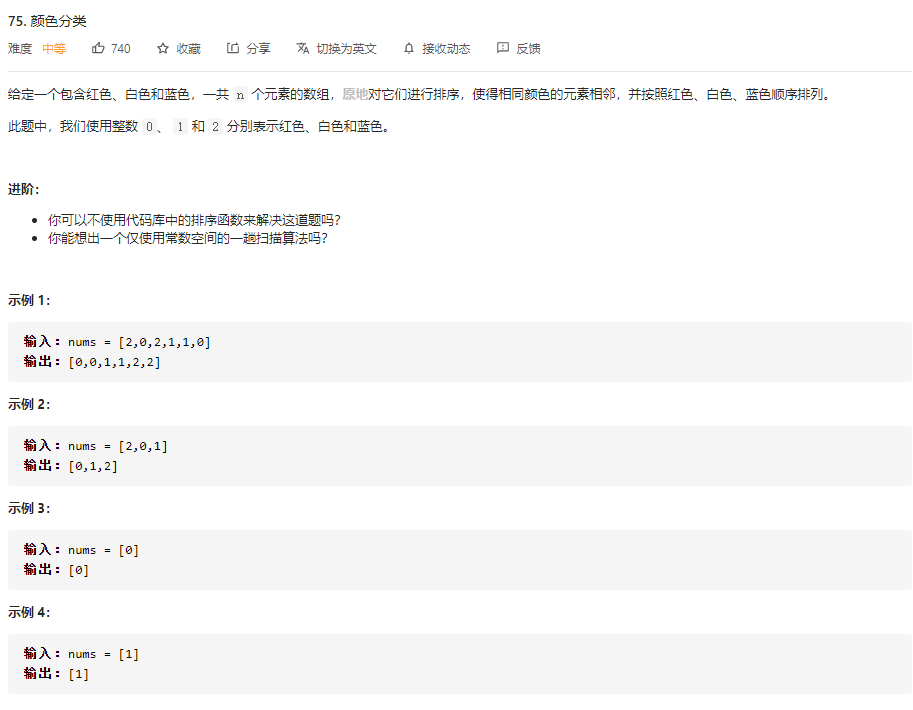 75. 颜色分类
难度 中等 740 收藏 分享 切换为英文 接收动态 反馈
给定一个包含红色、白色和蓝色，一共 n 个元素的数组，原地对它们进行排序，使得相同颜色的元素相邻，并按照红色、白色、蓝色顺序排列。
此题中，我们使用整数 0、 1 和 2 分别表示红色、白色和蓝色。
进阶：
• 你可以不使用代码库中的排序函数来解决这道题吗？
• 你能想出一个仅使用常数空间的一趟扫描算法吗？
示例 1：
输入：nums = [2,0,2,1,1,0]
输出：[0,0,1,1,2,2]
示例 2：
输入：nums = [2,0,1]
输出：[0,1,2]
示例 3：
输入：nums = [0]
输出：[0]
示例 4：
输入：nums = [1]
输出：[1]